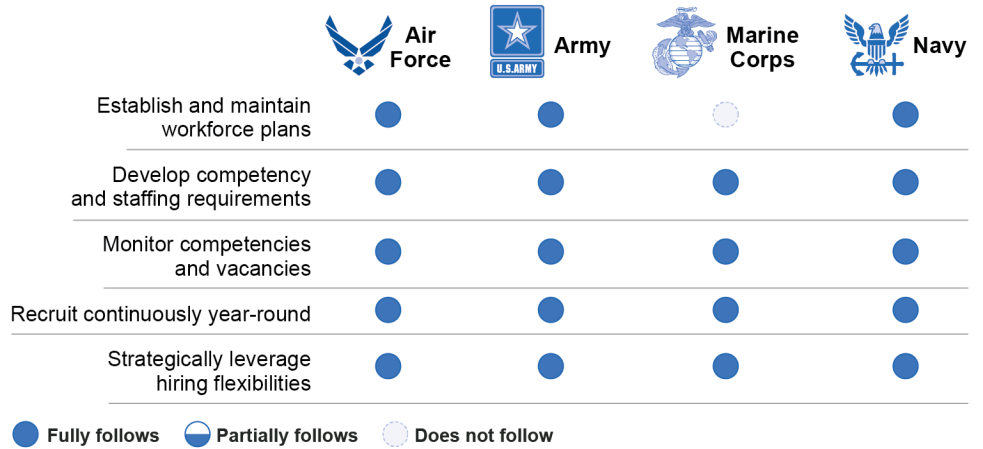 Air
Force
U.S.ARMY
Army
Marine
Corps
Navy
Establish and maintain
workforce plans
Develop competency
and staffing requirements
Monitor competencies
and vacancies
Recruit continuously year-round
Strategically leverage
hiring flexibilities
Fully follows
Partially follows
Does not follow